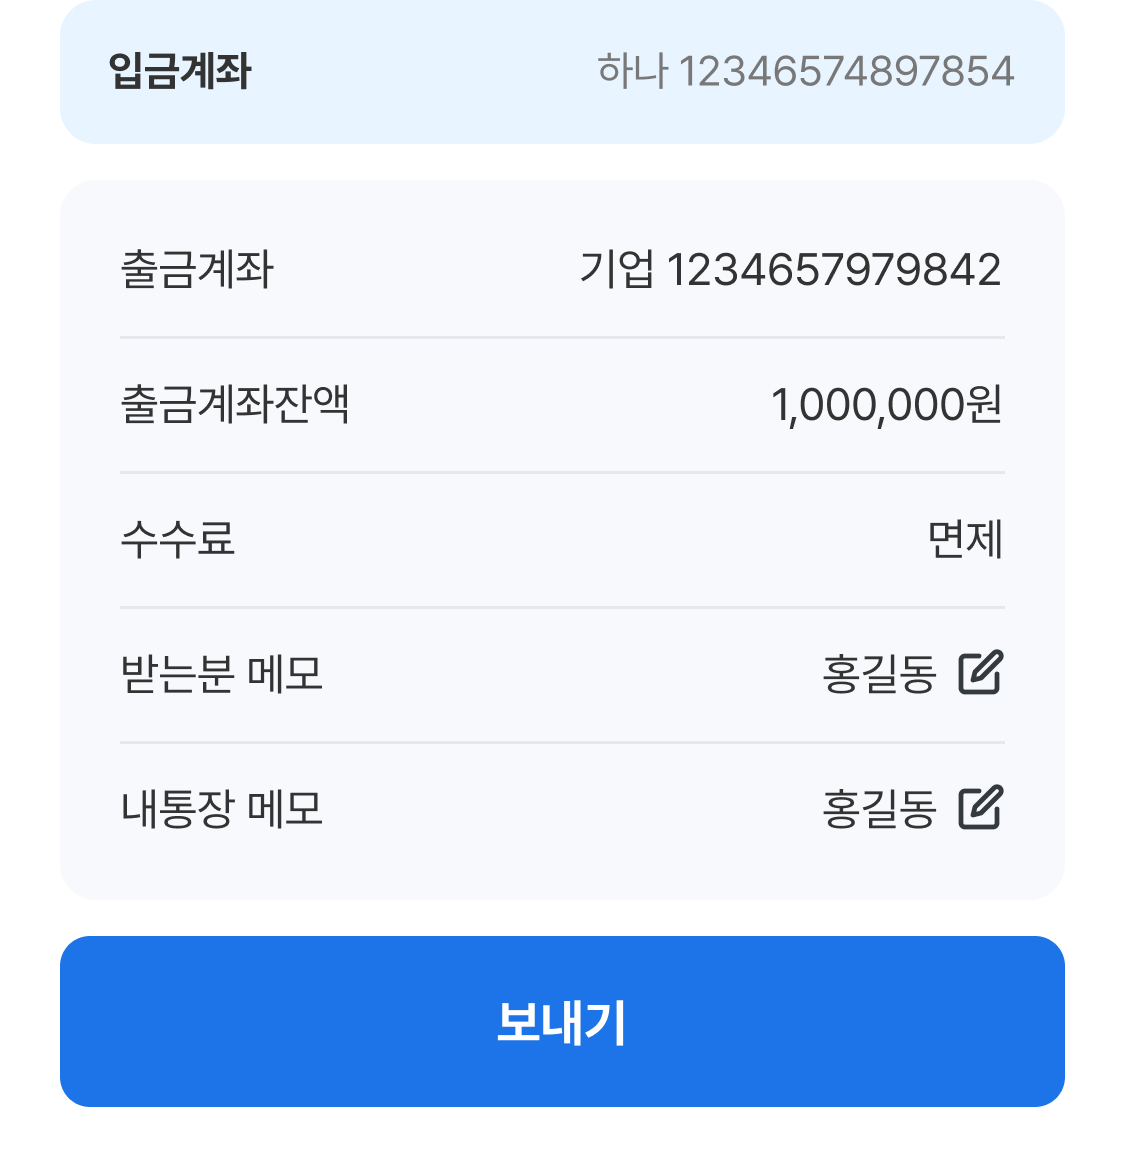 입금계좌 하나 12346574897854
출금계좌 기업 1234657979842
출금계좌잔액 1,000,000원
수수료 면제
받는분 메모 홍길동
내통장 메모 홍길동
보내기